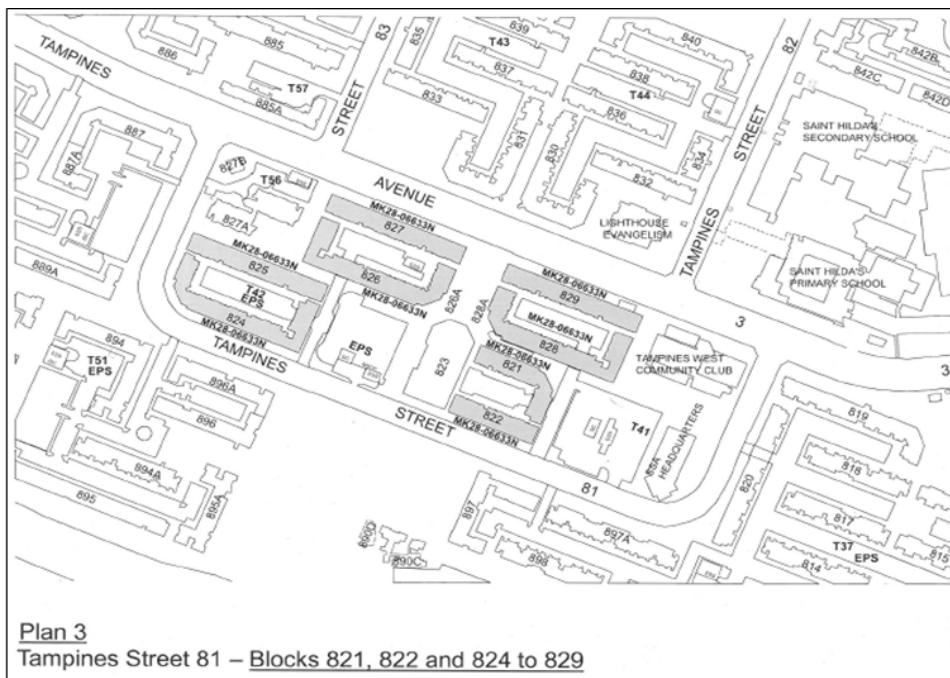 TAMPINES
886
885
T57
885A
83
STREET
835
839
T43
837
833
831
840
838
T44
836
830
832
834
82
STREET
TAMPINES
842B
842C
842D
SAINT HILDA'S
SECONDARY SCHOOL
887
887A
827B
T56
827A
AVENUE
MK28-06633N
827
LIGHTHOUSE
EVANGELISM
MK28-06633N
825
826
MK28-06633N
826A
828A
MK28-06633N
829
SAINT HILDA'S
PRIMARY SCHOOL
889A
T42
EPS
824
MK28-06633N
EPS
823
MK28-06633N
828
MK28-06633N
821
822
MK28-06633N
3
TAMPINES WEST
COMMUNITY CLUB
3
TAMPINES
STREET
81
T51
EPS
894
896A
896
894A
895
895A
T41
SSA
HEADQUARTERS
819
818
820
817
T37
EPS
814
815
897
897A
898
890D
890C
Plan 3
Tampines Street 81 – Blocks 821, 822 and 824 to 829